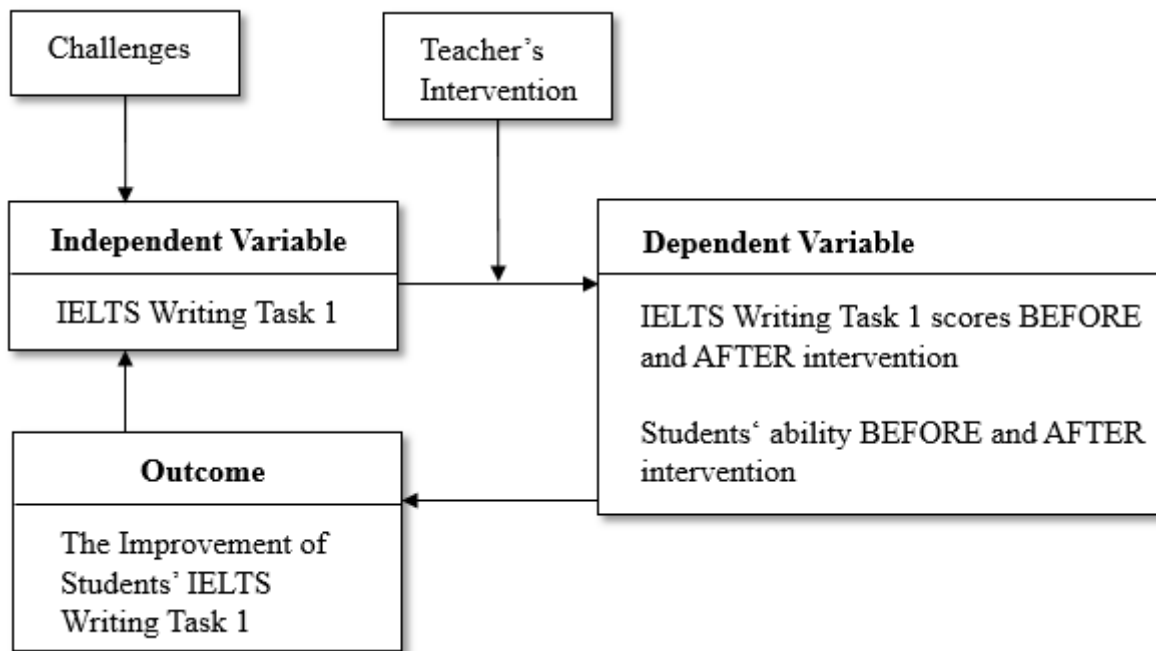 Challenges
Teacher’s
Intervention
Independent Variable
IELTS Writing Task 1
Dependent Variable
IELTS Writing Task 1 scores BEFORE
and AFTER intervention
Students‘ ability BEFORE and AFTER
intervention
Outcome
The Improvement of
Students’ IELTS
Writing Task 1